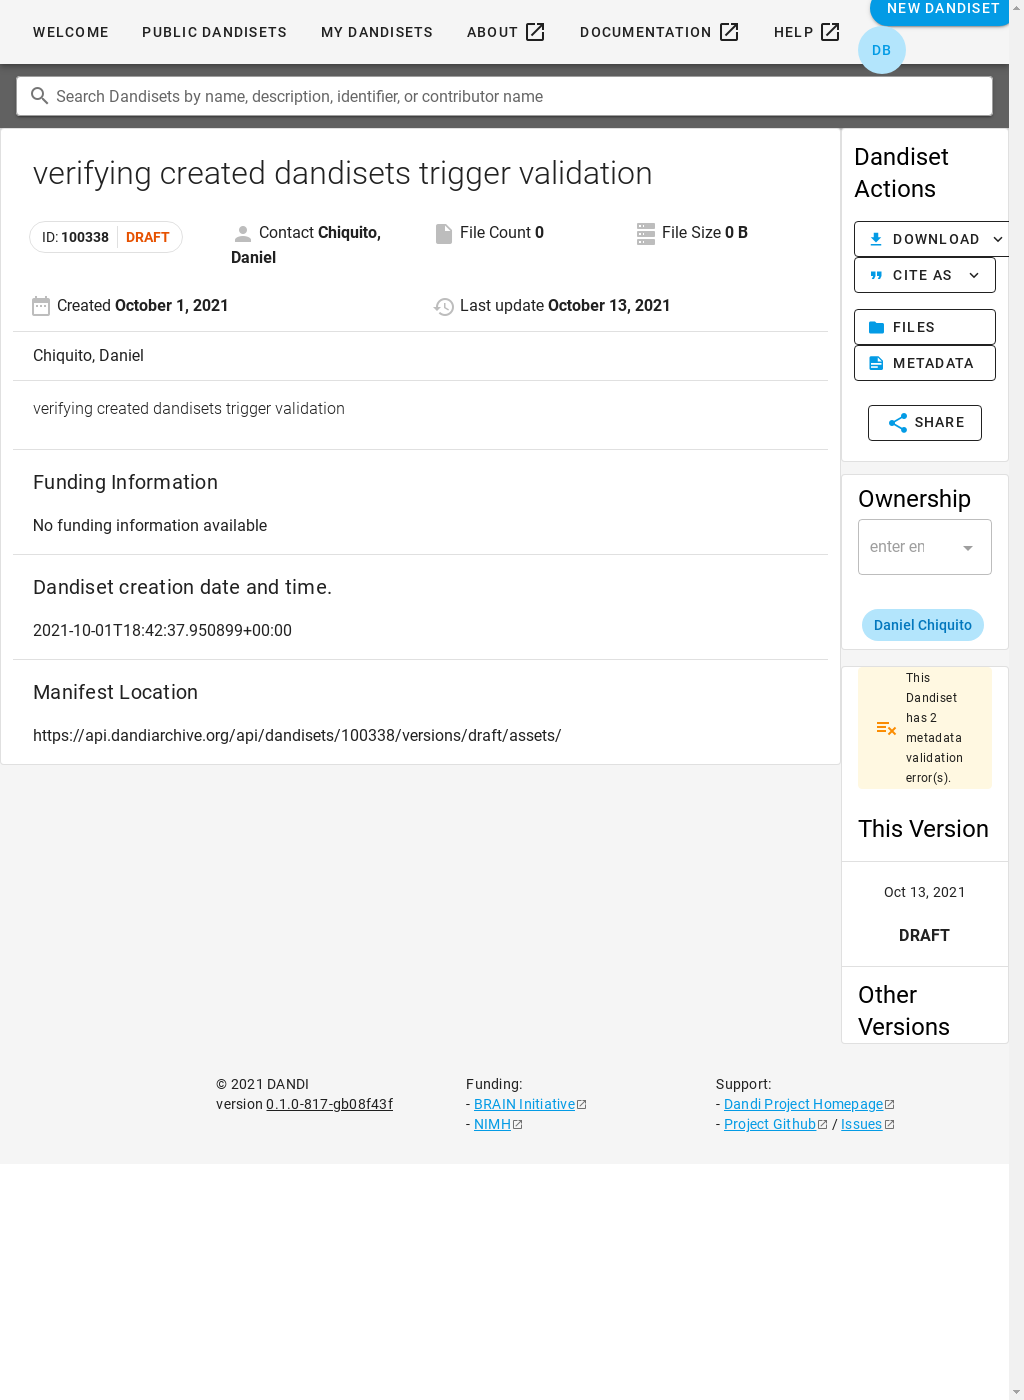 WELCOME PUBLIC DANDISETS MY DANDISETS ABOUT DOCUMENTATION HELP
NEW DANDISET
DB
Search Dandisets by name, description, identifier, or contributor name
verifying created dandisets trigger validation
ID: 100338 DRAFT
Contact Chiquito,
Daniel
File Count 0
File Size 0 B
Created October 1, 2021
Last update October 13, 2021
Chiquito, Daniel
verifying created dandisets trigger validation
Funding Information
No funding information available
Dandiset creation date and time.
2021-10-01T18:42:37.950899+00:00
Manifest Location
https://api.dandiarchive.org/api/dandisets/100338/versions/draft/assets/
Dandiset
Actions
DOWNLOAD
CITE AS
FILES
METADATA
SHARE
Ownership
enter en
Daniel Chiquito
This
Dandiset
has 2
metadata
validation
error(s).
This Version
Oct 13, 2021
DRAFT
Other
Versions
© 2021 DANDI
version 0.1.0-817-gb08f43f
Funding:
- BRAIN Initiative
- NIMH
Support:
- Dandi Project Homepage
- Project Github / Issues